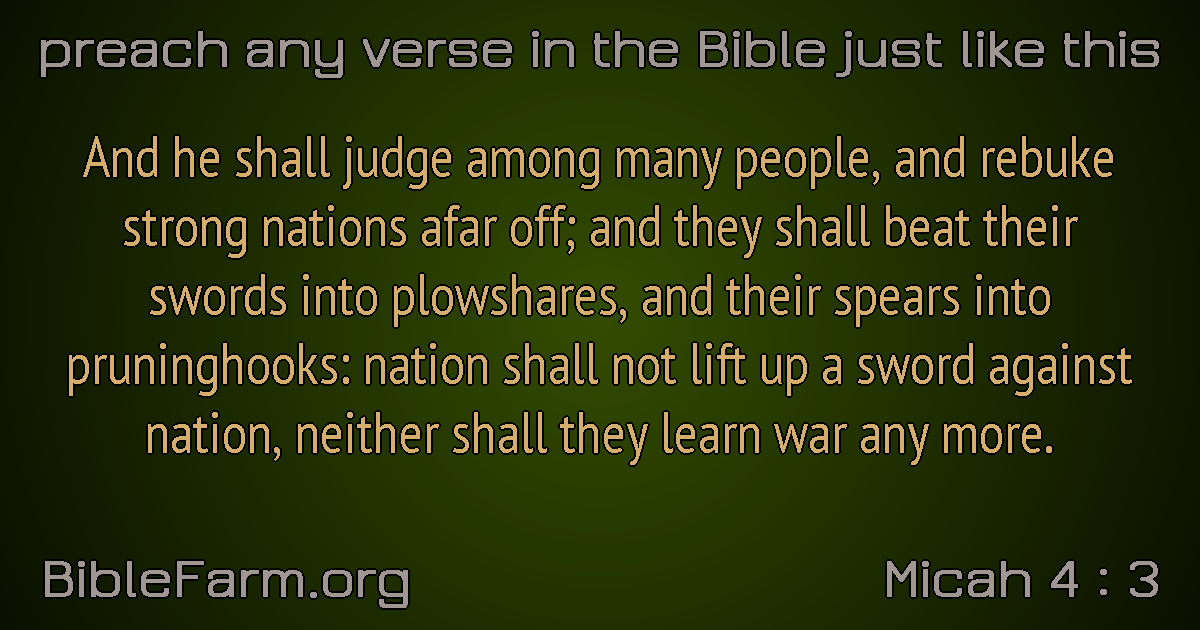 preach any verse in the Bible just like this
And he shall judge among many people, and rebuke
strong nations afar off; and they shall beat their
swords into plowshares, and their spears into
pruninghooks: nation shall not lift up a sword against
nation, neither shall they learn war any more.
BibleFarm.org
Micah 4 : 3